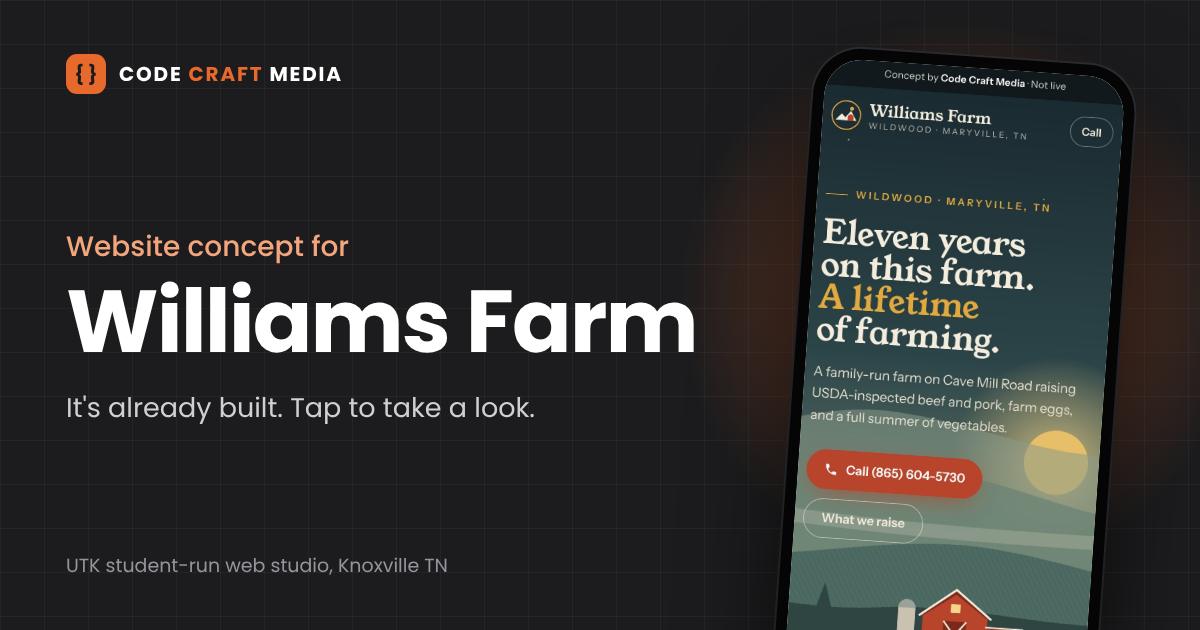 { } CODE CRAFT MEDIA
Website concept for
Williams Farm
It's already built. Tap to take a look.
UTK student-run web studio, Knoxville TN
Concept by Code Craft Media · Not live
Williams Farm
WILDWOOD · MARYVILLE, TN
Call
WILDWOOD · MARYVILLE, TN
Eleven years
on this farm.
A lifetime
of farming.
A family-run farm on Cave Mill Road raising
USDA-inspected beef and pork, farm eggs,
and a full summer of vegetables.
Call (865) 604-5730
What we raise